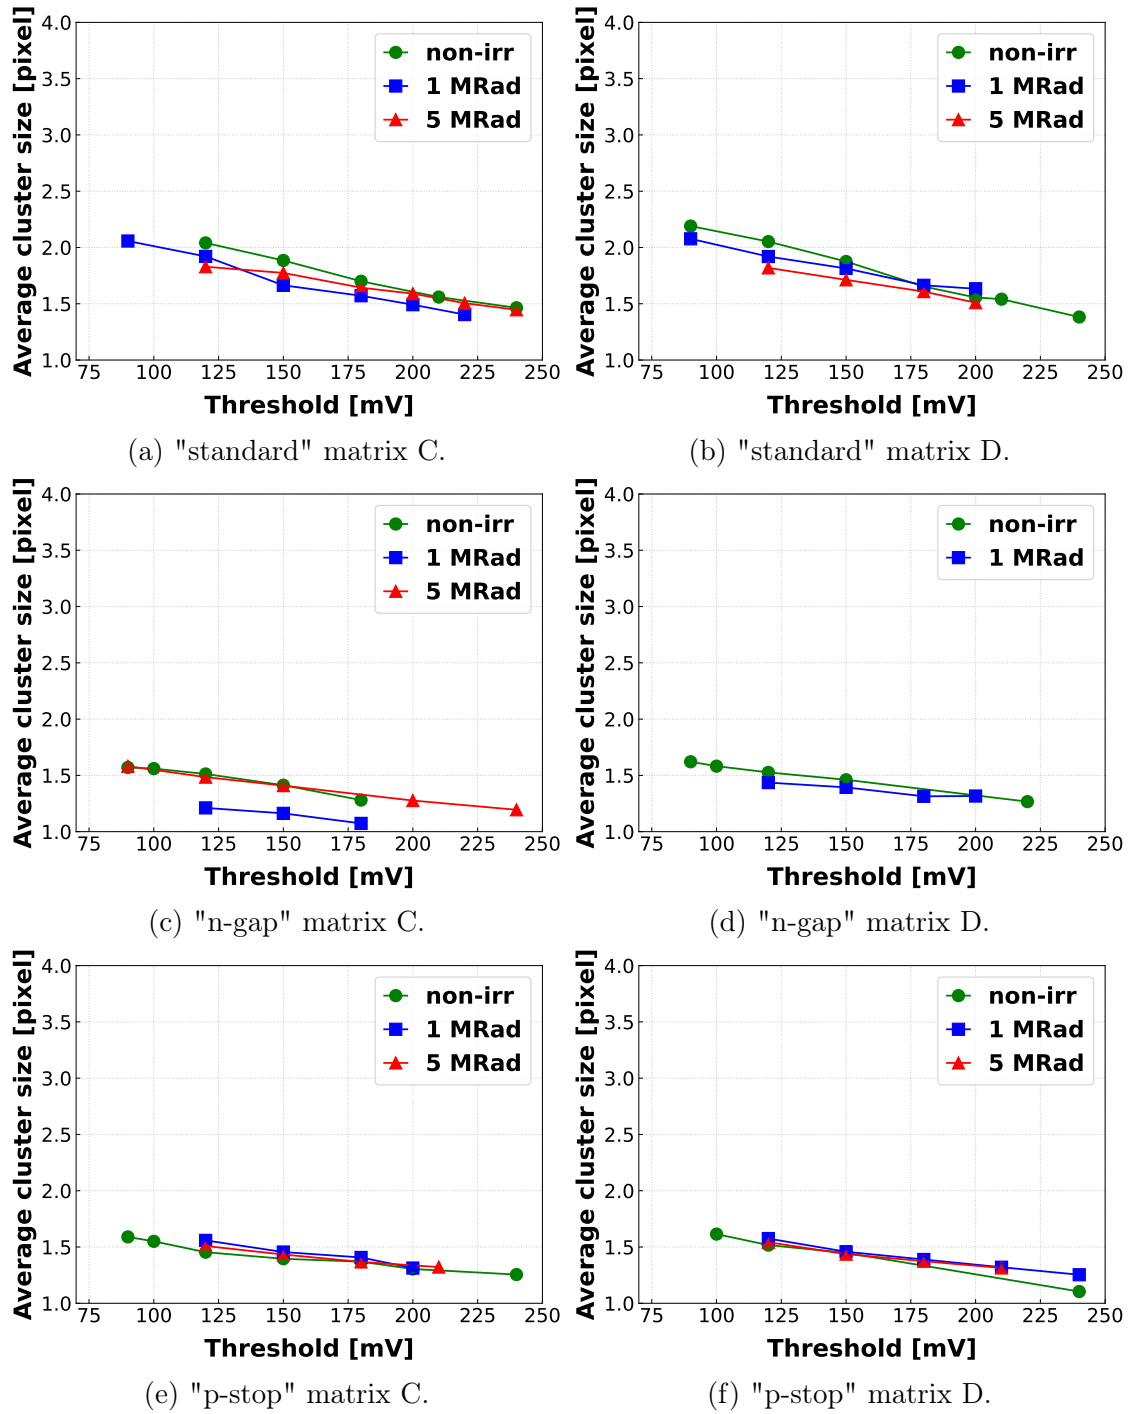 Average cluster size [pixel]
4.0
3.5
3.0
2.5
2.0
1.5
1.0
non-irr
1 MRad
5 MRad
75 100 125 150 175 200 225 250
Threshold [mV]
(a) "standard" matrix C.
Average cluster size [pixel]
4.0
3.5
3.0
2.5
2.0
1.5
1.0
non-irr
1 MRad
5 MRad
75 100 125 150 175 200 225 250
Threshold [mV]
(b) "standard" matrix D.
Average cluster size [pixel]
4.0
3.5
3.0
2.5
2.0
1.5
1.0
non-irr
1 MRad
5 MRad
75 100 125 150 175 200 225 250
Threshold [mV]
(c) "n-gap" matrix C.
Average cluster size [pixel]
4.0
3.5
3.0
2.5
2.0
1.5
1.0
non-irr
1 MRad
75 100 125 150 175 200 225 250
Threshold [mV]
(d) "n-gap" matrix D.
Average cluster size [pixel]
4.0
3.5
3.0
2.5
2.0
1.5
1.0
non-irr
1 MRad
5 MRad
75 100 125 150 175 200 225 250
Threshold [mV]
(e) "p-stop" matrix C.
Average cluster size [pixel]
4.0
3.5
3.0
2.5
2.0
1.5
1.0
non-irr
1 MRad
5 MRad
75 100 125 150 175 200 225 250
Threshold [mV]
(f) "p-stop" matrix D.